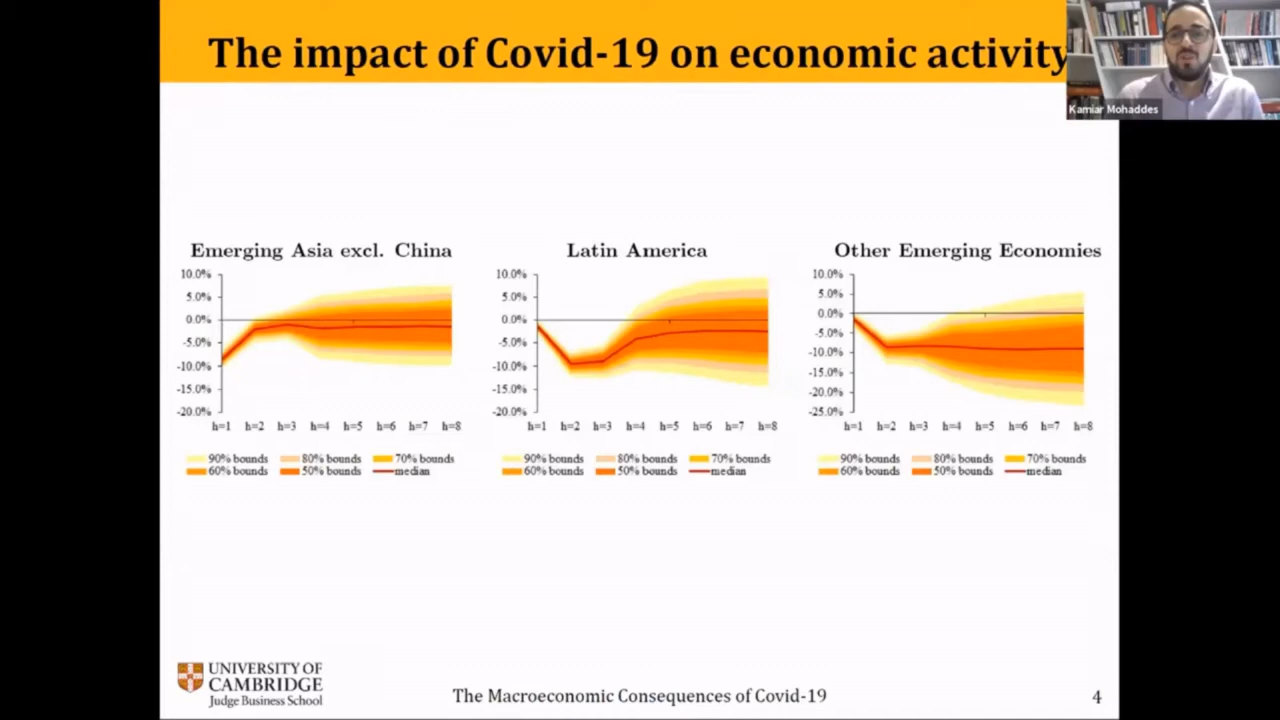 The impact of Covid-19 on economic activity
Kamiar Mohaddes
Emerging Asia excl. China
10.0%
5.0%
0.0%
-5.0%
-10.0%
-15.0%
-20.0%
h=1 h=2 h=3 h=4 h=5 h=6 h=7 h=8
90% bounds 80% bounds 70% bounds
60% bounds 50% bounds median
Latin America
10.0%
5.0%
0.0%
-5.0%
-10.0%
-15.0%
-20.0%
h=1 h=2 h=3 h=4 h=5 h=6 h=7 h=8
90% bounds 80% bounds 70% bounds
60% bounds 50% bounds median
Other Emerging Economies
10.0%
5.0%
0.0%
-5.0%
-10.0%
-15.0%
-20.0%
-25.0%
h=1 h=2 h=3 h=4 h=5 h=6 h=7 h=8
90% bounds 80% bounds 70% bounds
60% bounds 50% bounds median
UNIVERSITY OF
CAMBRIDGE
Judge Business School
The Macroeconomic Consequences of Covid-19
4